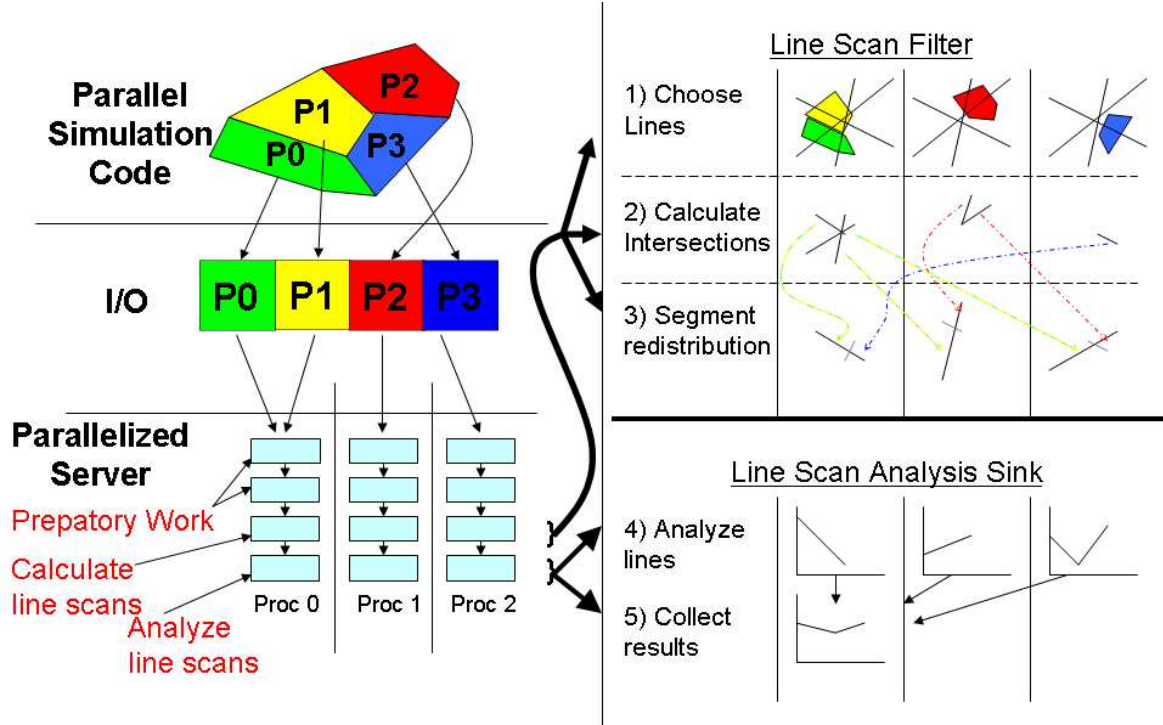 Parallel
Simulation
Code
P0
P1
P2
P3
I/O
P0
P1
P2
P3
Parallelized
Server
Prepatory Work
Calculate
line scans
Analyze
line scans
Proc 0
Proc 1
Proc 2
}
}
Line Scan Filter
1) Choose
Lines
2) Calculate
Intersections
3) Segment
redistribution
Line Scan Analysis Sink
4) Analyze
lines
5) Collect
results